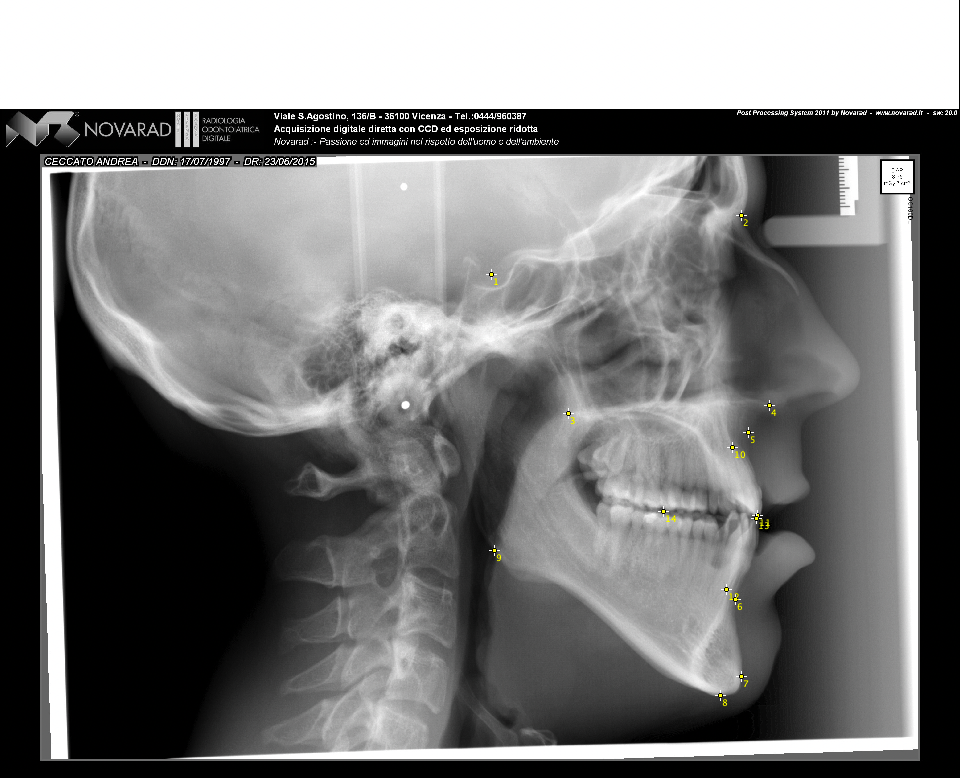 Post Processing System 2011 by Novarad - www.novarad.it - sw: 20.0
NOVARAD
RADIOLOGIA
ODONTOIATRICA
DIGITALE
Viale S.Agostino, 136/B - 36100 Vicenza - Tel.:0444/960387
Acquisizione digitale diretta con CCD ed esposizione ridotta
Novarad - Passione ed immagini nel rispetto dell'uomo e dell'ambiente
CECCATO ANDREA - DDN: 17/07/1997 - DR: 23/06/2015
2
1
3
4
5
10
14
9
6
7
8